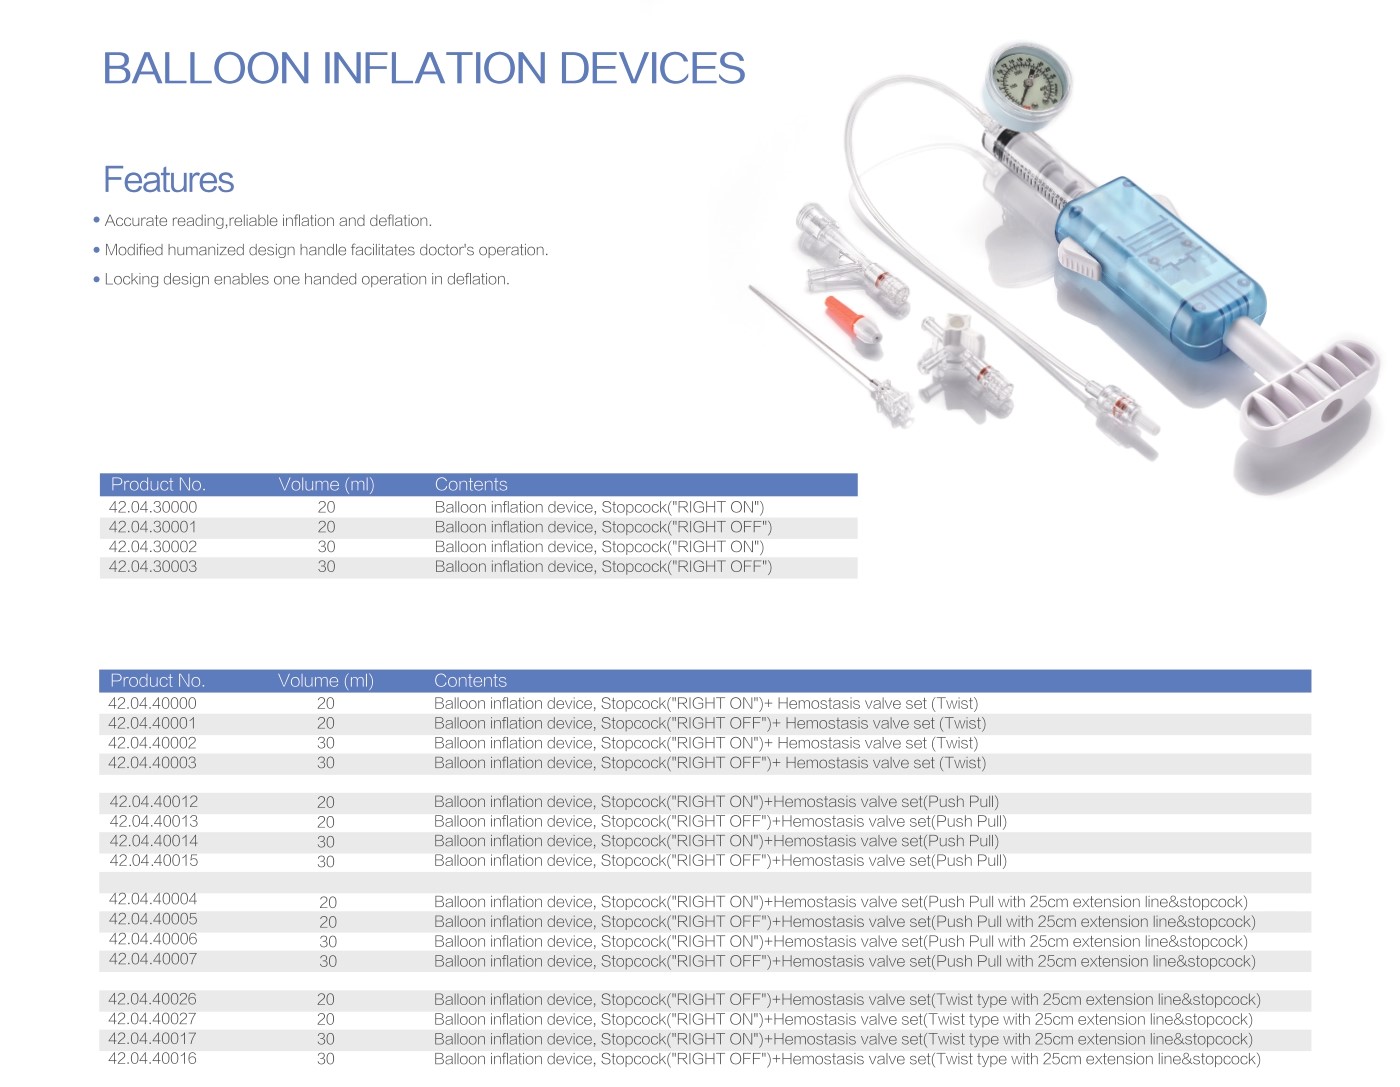 BALLOON INFLATION DEVICES
Features
• Accurate reading,reliable inflation and deflation.
• Modified humanized design handle facilitates doctor's operation.
• Locking design enables one handed operation in deflation.
Product No. Volume (ml) Contents
42.04.30000 20 Balloon inflation device, Stopcock("RIGHT ON")
42.04.30001 20 Balloon inflation device, Stopcock("RIGHT OFF")
42.04.30002 30 Balloon inflation device, Stopcock("RIGHT ON")
42.04.30003 30 Balloon inflation device, Stopcock("RIGHT OFF")
Product No. Volume (ml) Contents
42.04.40000 20 Balloon inflation device, Stopcock("RIGHT ON")+ Hemostasis valve set (Twist)
42.04.40001 20 Balloon inflation device, Stopcock("RIGHT OFF")+ Hemostasis valve set (Twist)
42.04.40002 30 Balloon inflation device, Stopcock("RIGHT ON")+ Hemostasis valve set (Twist)
42.04.40003 30 Balloon inflation device, Stopcock("RIGHT OFF")+ Hemostasis valve set (Twist)
42.04.40012 20 Balloon inflation device, Stopcock("RIGHT ON")+Hemostasis valve set(Push Pull)
42.04.40013 20 Balloon inflation device, Stopcock("RIGHT OFF")+Hemostasis valve set(Push Pull)
42.04.40014 30 Balloon inflation device, Stopcock("RIGHT ON")+Hemostasis valve set(Push Pull)
42.04.40015 30 Balloon inflation device, Stopcock("RIGHT OFF")+Hemostasis valve set(Push Pull)
42.04.40004 20 Balloon inflation device, Stopcock("RIGHT ON")+Hemostasis valve set(Push Pull with 25cm extension line&stopcock)
42.04.40005 20 Balloon inflation device, Stopcock("RIGHT OFF")+Hemostasis valve set(Push Pull with 25cm extension line&stopcock)
42.04.40006 30 Balloon inflation device, Stopcock("RIGHT ON")+Hemostasis valve set(Push Pull with 25cm extension line&stopcock)
42.04.40007 30 Balloon inflation device, Stopcock("RIGHT OFF")+Hemostasis valve set(Push Pull with 25cm extension line&stopcock)
42.04.40026 20 Balloon inflation device, Stopcock("RIGHT OFF")+Hemostasis valve set(Twist type with 25cm extension line&stopcock)
42.04.40027 20 Balloon inflation device, Stopcock("RIGHT ON")+Hemostasis valve set(Twist type with 25cm extension line&stopcock)
42.04.40017 30 Balloon inflation device, Stopcock("RIGHT ON")+Hemostasis valve set(Twist type with 25cm extension line&stopcock)
42.04.40016 30 Balloon inflation device, Stopcock("RIGHT OFF")+Hemostasis valve set(Twist type with 25cm extension line&stopcock)